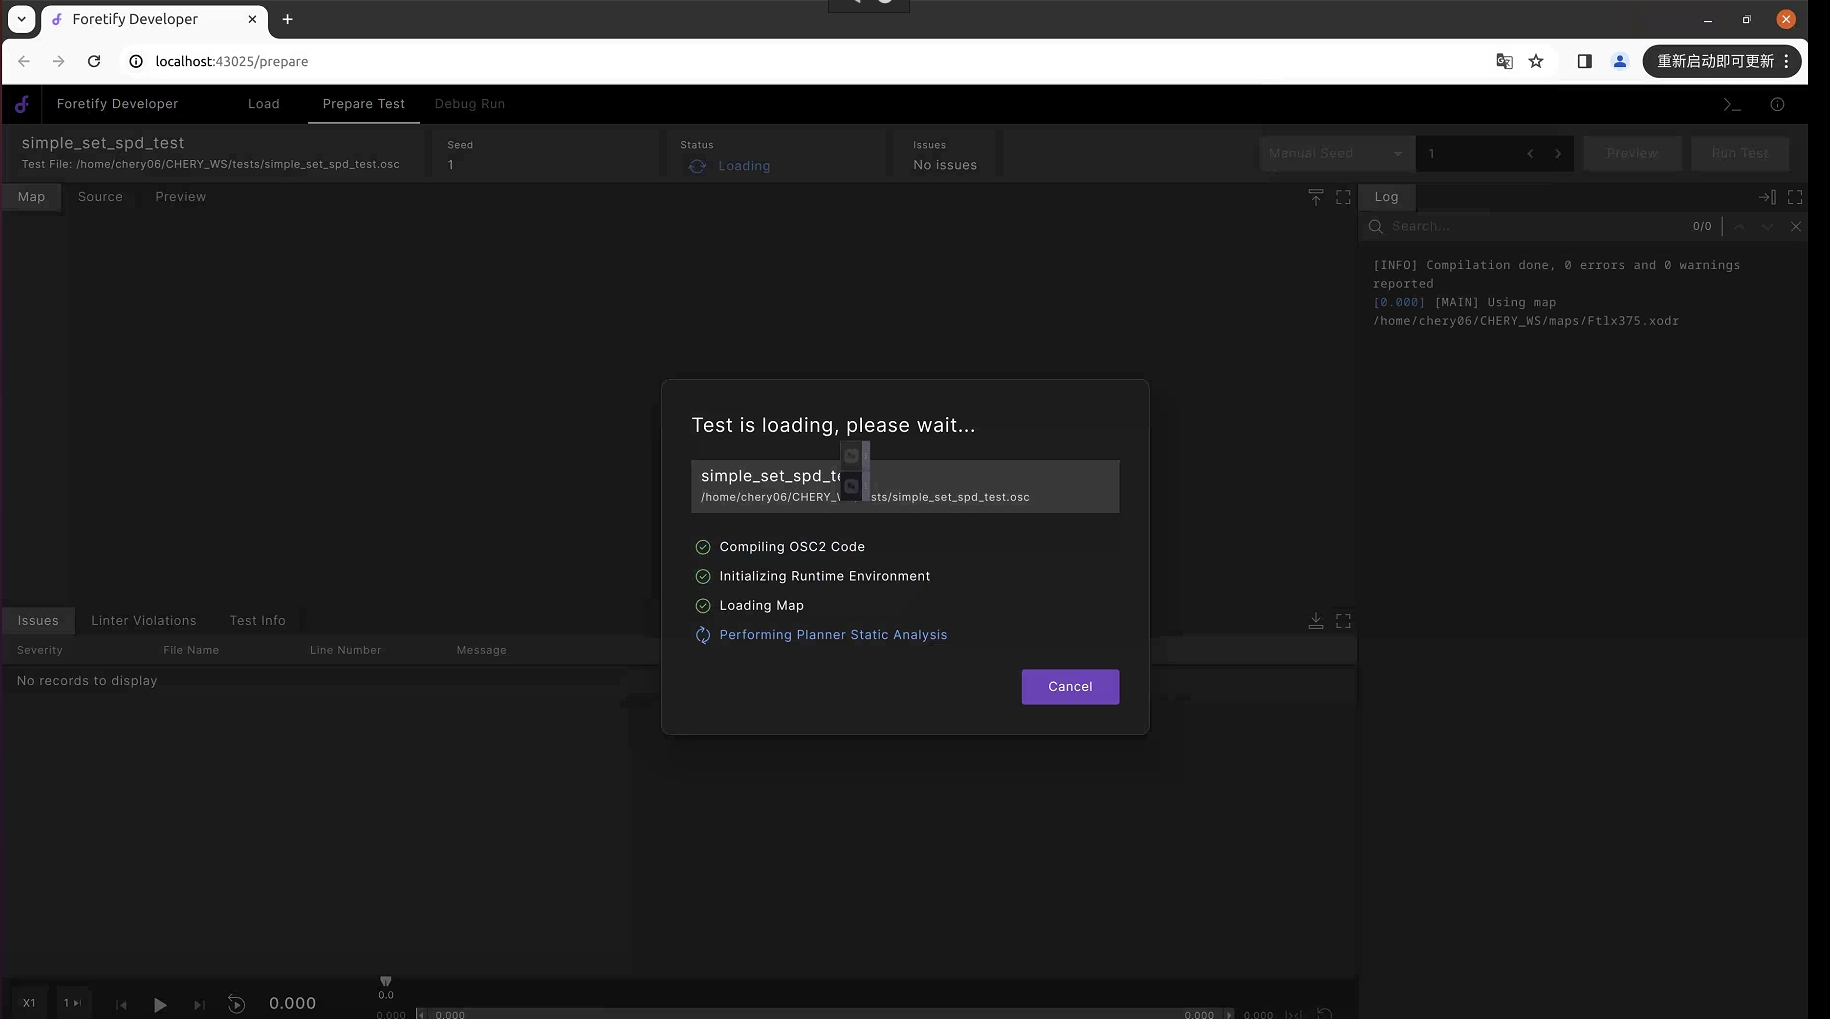 Foretify Developer
localhost:43025/prepare
重新启动即可更新
Foretify Developer
Load
Prepare Test
Debug Run
simple_set_spd_test
Test File: /home/chery06/CHERY_WS/tests/simple_set_spd_test.osc
Seed
1
Status
Loading
Issues
No issues
Manual Seed
1
Preview
Run Test
Map
Source
Preview
Log
Search...
0/0
[INFO] Compilation done, 0 errors and 0 warnings
reported
[0.000] [MAIN] Using map
/home/chery06/CHERY_WS/maps/Ftlx375.xodr
Test is loading, please wait...
simple_set_spd_te
/home/chery06/CHERY_ sts/simple_set_spd_test.osc
Compiling OSC2 Code
Initializing Runtime Environment
Loading Map
Performing Planner Static Analysis
Cancel
Issues
Linter Violations
Test Info
Severity
File Name
Line Number
Message
No records to display
X1
1
0.000
0.0
0.000
0.000
0.000
0.000